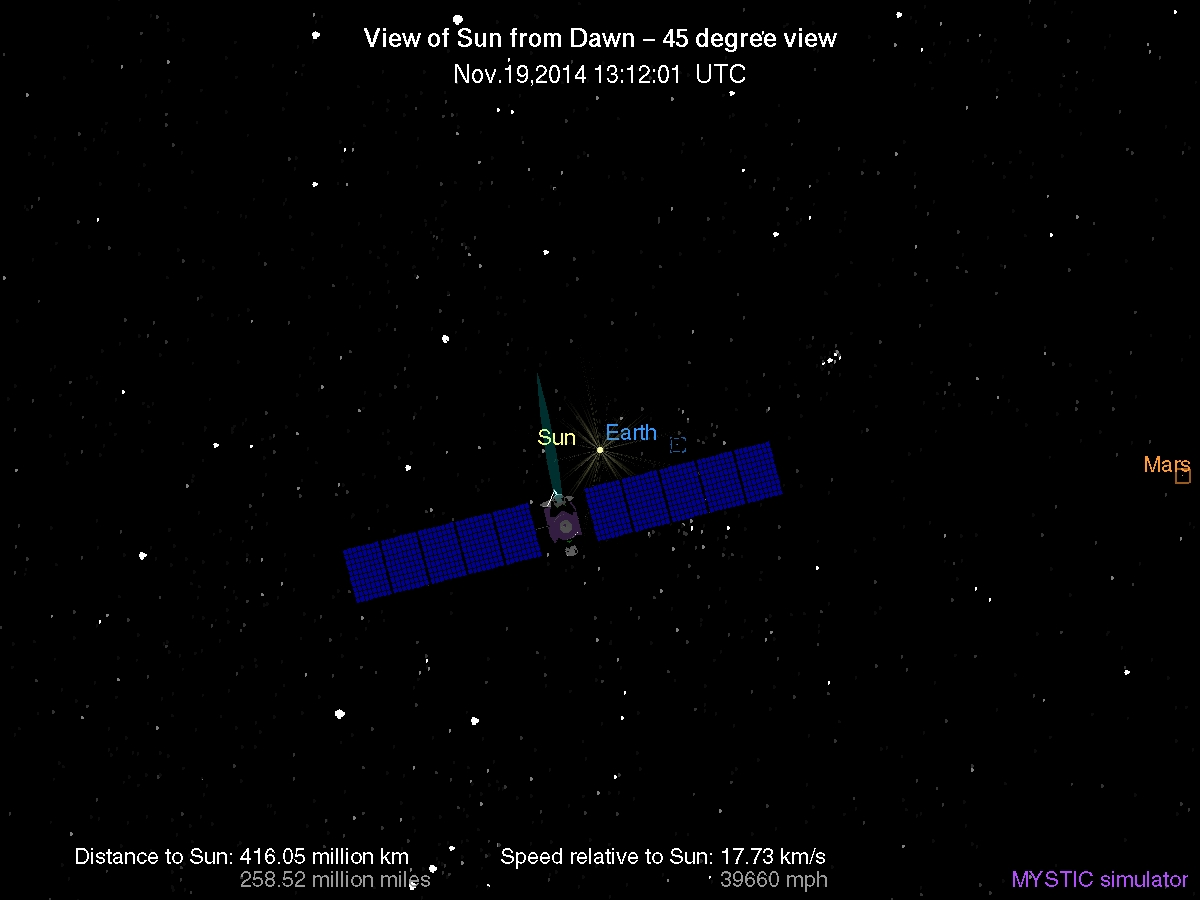 View of Sun from Dawn – 45 degree view
Nov.19,2014 13:12:01 UTC
Sun
Earth
Mars
Distance to Sun: 416.05 million km
258.52 million miles
Speed relative to Sun: 17.73 km/s
39660 mph
MYSTIC simulator